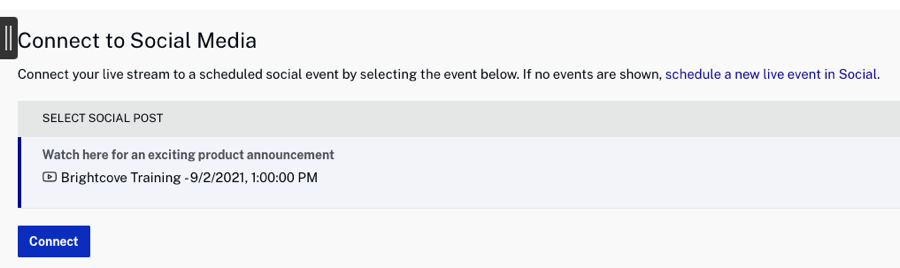 Connect to Social Media
Connect your live stream to a scheduled social event by selecting the event below. If no events are shown, schedule a new live event in Social.
SELECT SOCIAL POST
Watch here for an exciting product announcement
Brightcove Training - 9/2/2021, 1:00:00 PM
Connect